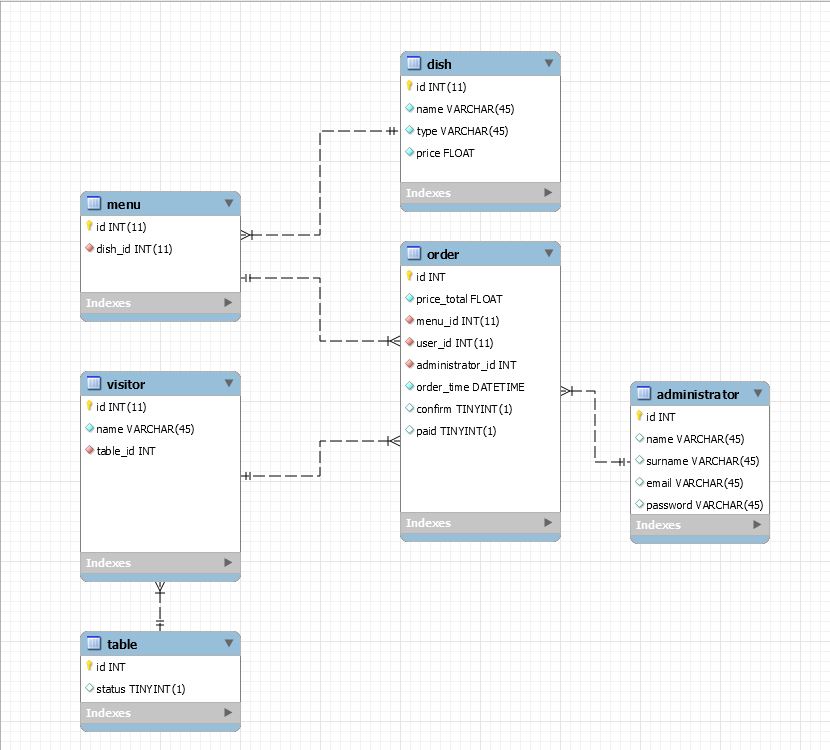 dish
id INT(11)
name VARCHAR(45)
type VARCHAR(45)
price FLOAT
Indexes
menu
id INT(11)
dish_id INT(11)
Indexes
order
id INT
price_total FLOAT
menu_id INT(11)
user_id INT(11)
administrator_id INT
order_time DATETIME
confirm TINYINT(1)
paid TINYINT(1)
Indexes
visitor
id INT(11)
name VARCHAR(45)
table_id INT
Indexes
administrator
id INT
name VARCHAR(45)
surname VARCHAR(45)
email VARCHAR(45)
password VARCHAR(45)
Indexes
table
id INT
status TINYINT(1)
Indexes